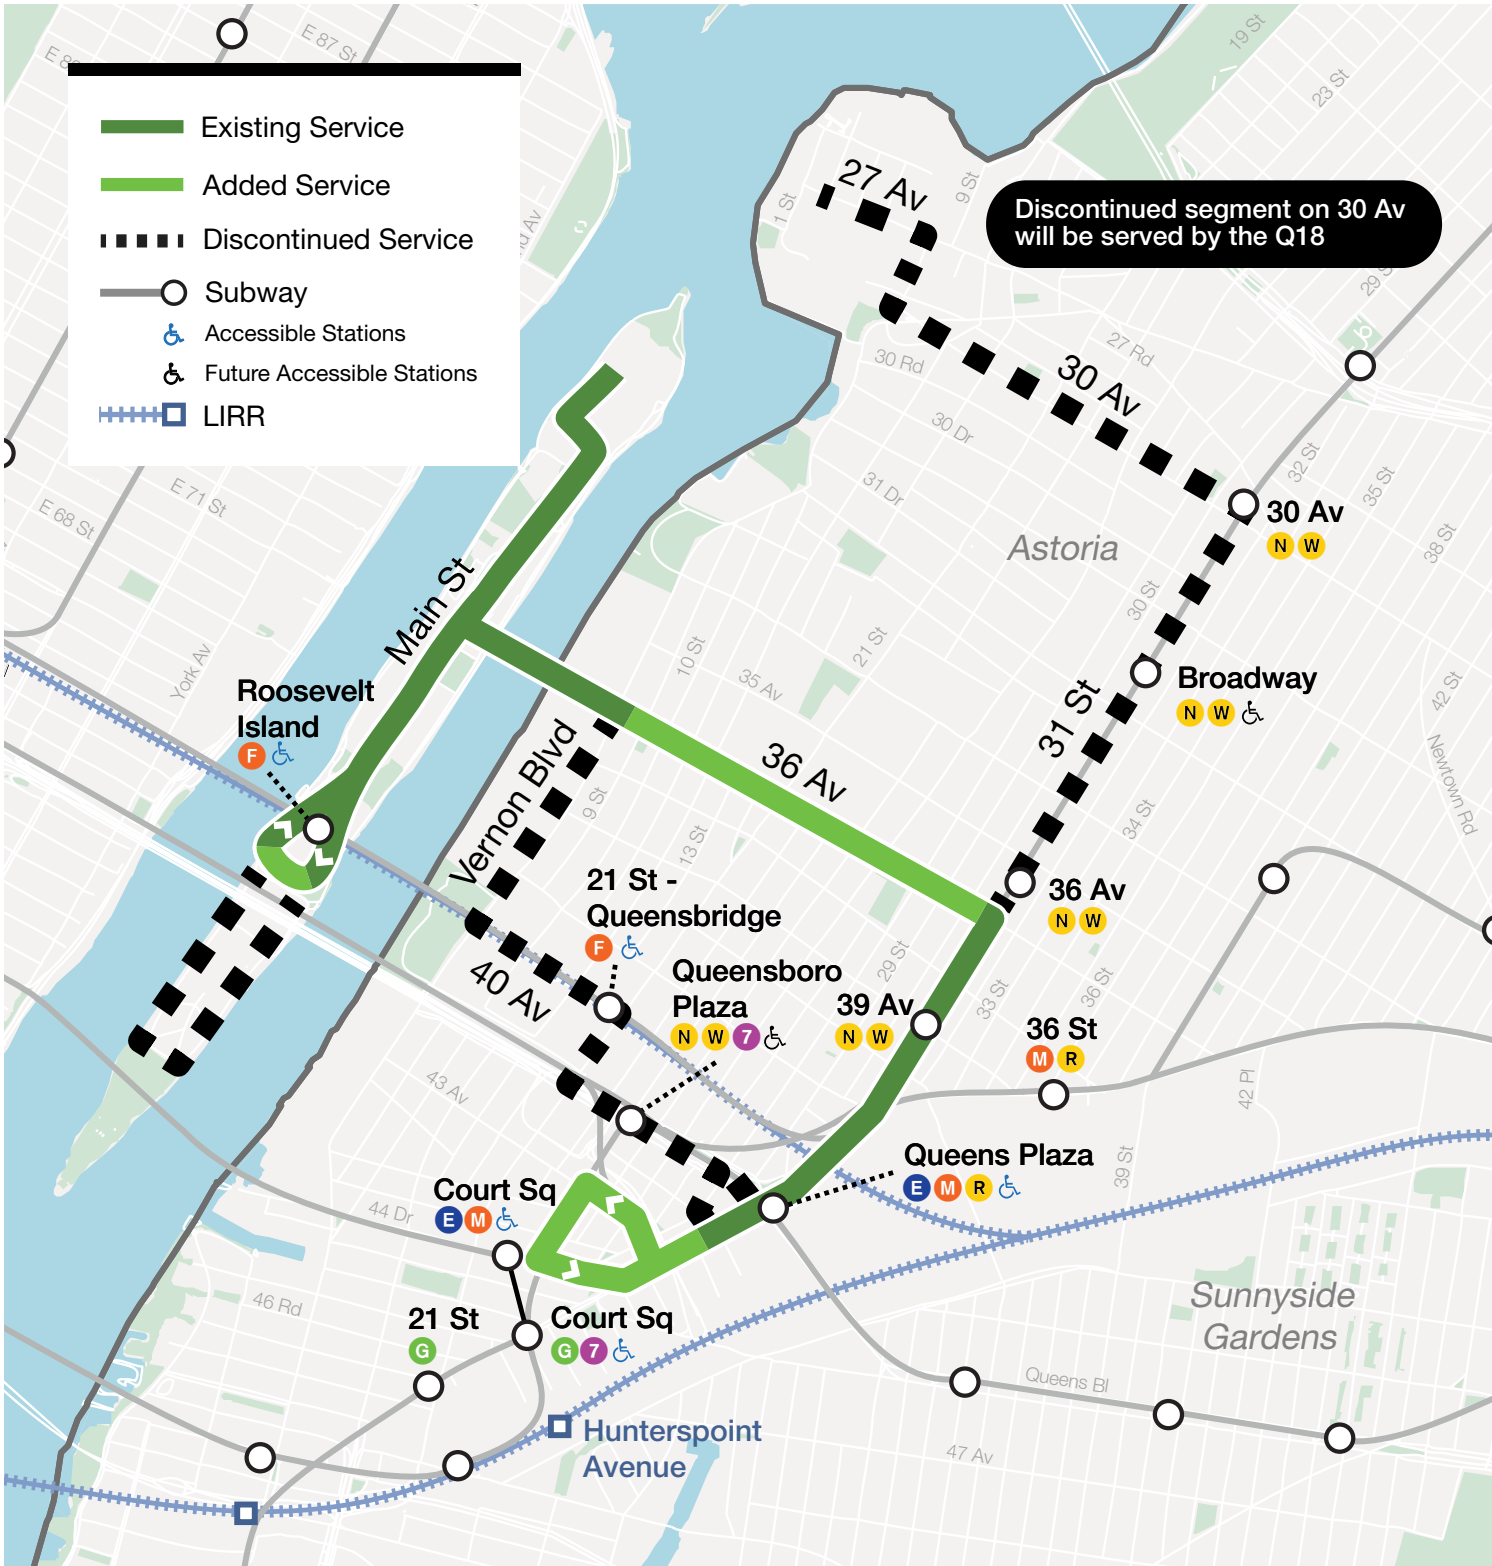 E 87 St
19 St
23 St
Existing Service
Added Service
Discontinued Service
Subway
Accessible Stations
Future Accessible Stations
LIRR
27 Av
9 St
1 St
Discontinued segment on 30 Av
will be served by the Q18
27 Rd
30 Rd
30 Av
30 Dr
31 Dr
32 St
35 St
38 St
E 71 St
E 68 St
30 Av
N W
Astoria
30 St
Main St
10 St
21 St
35 Av
York Av
42 St
Broadway
N W
31 St
Roosevelt
Island
F
36 Av
Vernon Blvd
9 St
13 St
34 St
Newtown Rd
21 St -
Queensbridge
F
36 Av
N W
40 Av
Queensboro
Plaza
N W 7
29 St
39 Av
N W
33 St
36 St
36 St
M R
43 Av
42 Pl
39 St
Queens Plaza
E M R
Court Sq
E M
44 Dr
46 Rd
21 St
G
Court Sq
G 7
Sunnyside
Gardens
Queens Bl
Hunterspoint
Avenue
47 Av